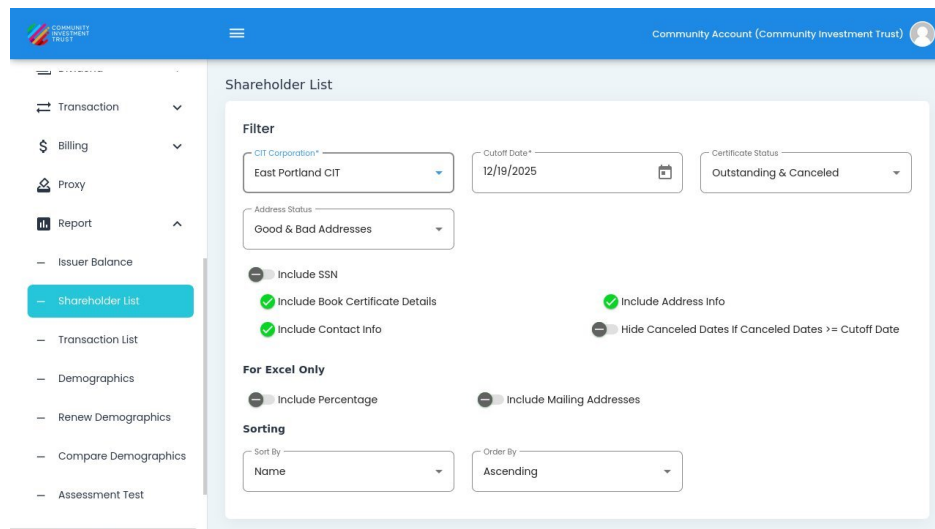 COMMUNITY
INVESTMENT
TRUST
Community Account (Community Investment Trust)
Dividend
Transaction
Billing
Proxy
Report
Issuer Balance
Shareholder List
Transaction List
Demographics
Renew Demographics
Compare Demographics
Assessment Test
Shareholder List
Filter
CIT Corporation*
East Portland CIT
Cutoff Date*
12/19/2025
Certificate Status
Outstanding & Canceled
Address Status
Good & Bad Addresses
Include SSN
Include Book Certificate Details
Include Address Info
Include Contact Info
Hide Canceled Dates If Canceled Dates >= Cutoff Date
For Excel Only
Include Percentage
Include Mailing Addresses
Sorting
Sort By
Name
Order By
Ascending